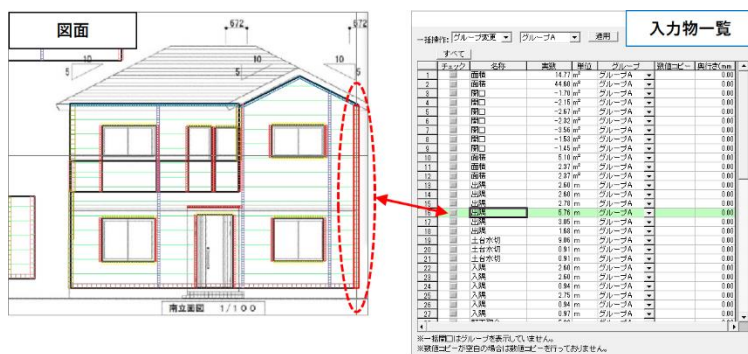 図面
672
672
10
5
10
5
10
5
南立面図 1/100
入力物一覧
一括操作: グループ変更 グループA 適用
すべて
チェック 名称 実数 単位 グループ 数値コピー 奥行き(mm
1 面積 14.77 m² グループA 0.00
2 面積 44.60 m² グループA 0.00
3 開口 -1.70 m² グループA 0.00
4 開口 -2.15 m² グループA 0.00
5 開口 -2.67 m² グループA 0.00
6 開口 -2.32 m² グループA 0.00
7 開口 -3.56 m² グループA 0.00
8 開口 -1.53 m² グループA 0.00
9 開口 -1.45 m² グループA 0.00
10 面積 5.10 m² グループA 0.00
11 面積 2.37 m² グループA 0.00
12 面積 2.37 m² グループA 0.00
13 出隅 2.60 m グループA 0.00
14 出隅 2.60 m グループA 0.00
15 出隅 2.78 m グループA 0.00
16 出隅 5.76 m グループA 0.00
17 出隅 3.85 m グループA 0.00
18 出隅 1.68 m グループA 0.00
19 土台水切 9.86 m グループA 0.00
20 土台水切 0.91 m グループA 0.00
21 土台水切 0.91 m グループA 0.00
22 入隅 2.60 m グループA 0.00
23 入隅 2.60 m グループA 0.00
24 入隅 0.94 m グループA 0.00
25 入隅 2.75 m グループA 0.00
26 入隅 0.94 m グループA 0.00
27 入隅 0.97 m グループA 0.00
※一括開口はグループを表示していません。
※数値コピーが空白の場合は数値コピーを行っておりません。